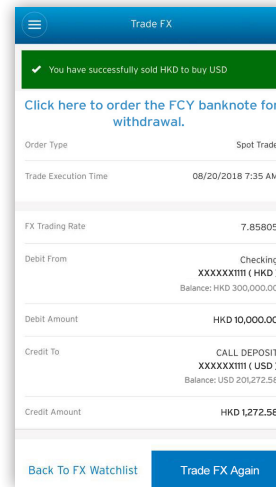 Trade FX
You have successfully sold HKD to buy USD
Click here to order the FCY banknote for
withdrawal.
Order Type Spot Trade
Trade Execution Time 08/20/2018 7:35 AM
FX Trading Rate 7.85805
Debit From Checking
XXXXXX1111 ( HKD )
Balance: HKD 300,000.00
Debit Amount HKD 10,000.00
Credit To CALL DEPOSIT
XXXXXX1111 ( USD )
Balance: USD 201,272.58
Credit Amount HKD 1,272.58
Back To FX Watchlist Trade FX Again